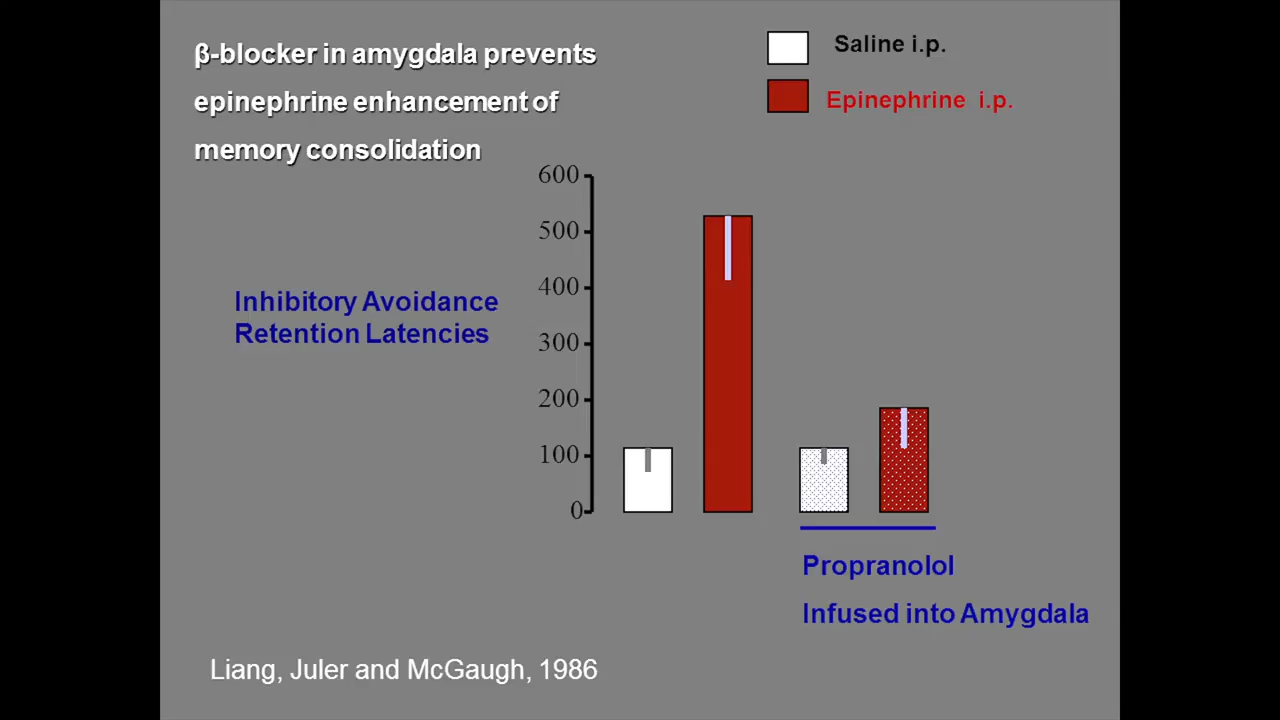 β-blocker in amygdala prevents
epinephrine enhancement of
memory consolidation
Saline i.p.
Epinephrine i.p.
600
500
400
300
200
100
0
Inhibitory Avoidance
Retention Latencies
Propranolol
Infused into Amygdala
Liang, Juler and McGaugh, 1986